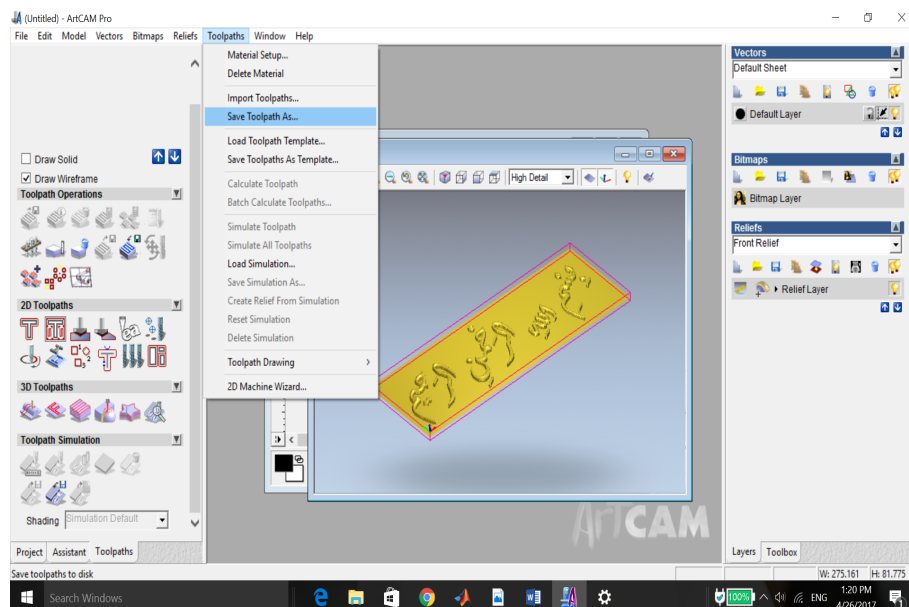 (Untitled) - ArtCAM Pro
File Edit Model Vectors Bitmaps Reliefs Toolpaths Window Help
Material Setup...
Delete Material
Import Toolpaths...
Save Toolpath As...
Load Toolpath Template...
Save Toolpaths As Template...
Calculate Toolpath
Batch Calculate Toolpaths...
Simulate Toolpath
Simulate All Toolpaths
Load Simulation...
Save Simulation As...
Create Relief From Simulation
Reset Simulation
Delete Simulation
Toolpath Drawing
2D Machine Wizard...
Draw Solid
Draw Wireframe
Toolpath Operations
2D Toolpaths
3D Toolpaths
Toolpath Simulation
Shading Simulation Default
Project Assistant Toolpaths
High Detail
ArtCAM
Vectors
Default Sheet
Default Layer
Bitmaps
Bitmap Layer
Reliefs
Front Relief
Relief Layer
Layers Toolbox
Save toolpaths to disk
W: 275.161 H: 81.775
Search Windows
100%
ENG
1:20 PM
4/26/2017